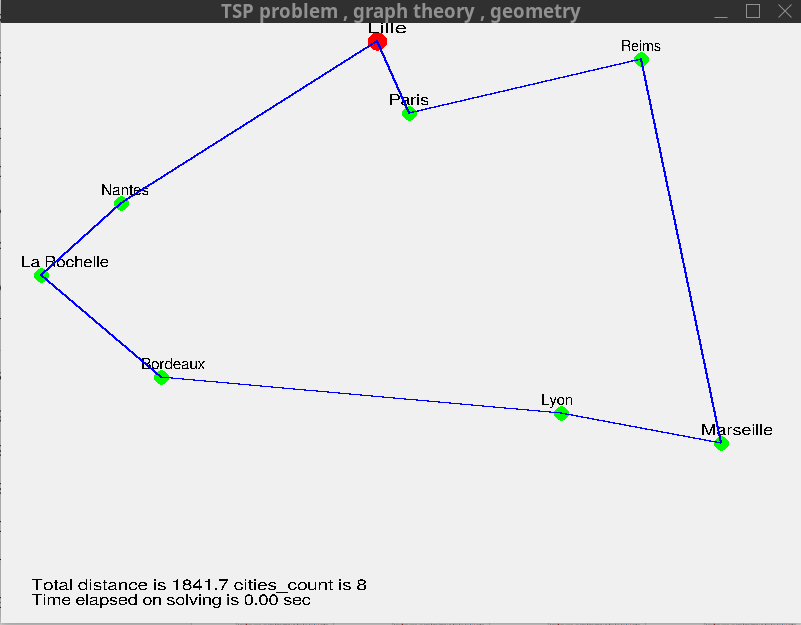 TSP problem , graph theory , geometry
Lille
Reims
Paris
Nantes
La Rochelle
Bordeaux
Lyon
Marseille
Total distance is 1841.7 cities_count is 8
Time elapsed on solving is 0.00 sec